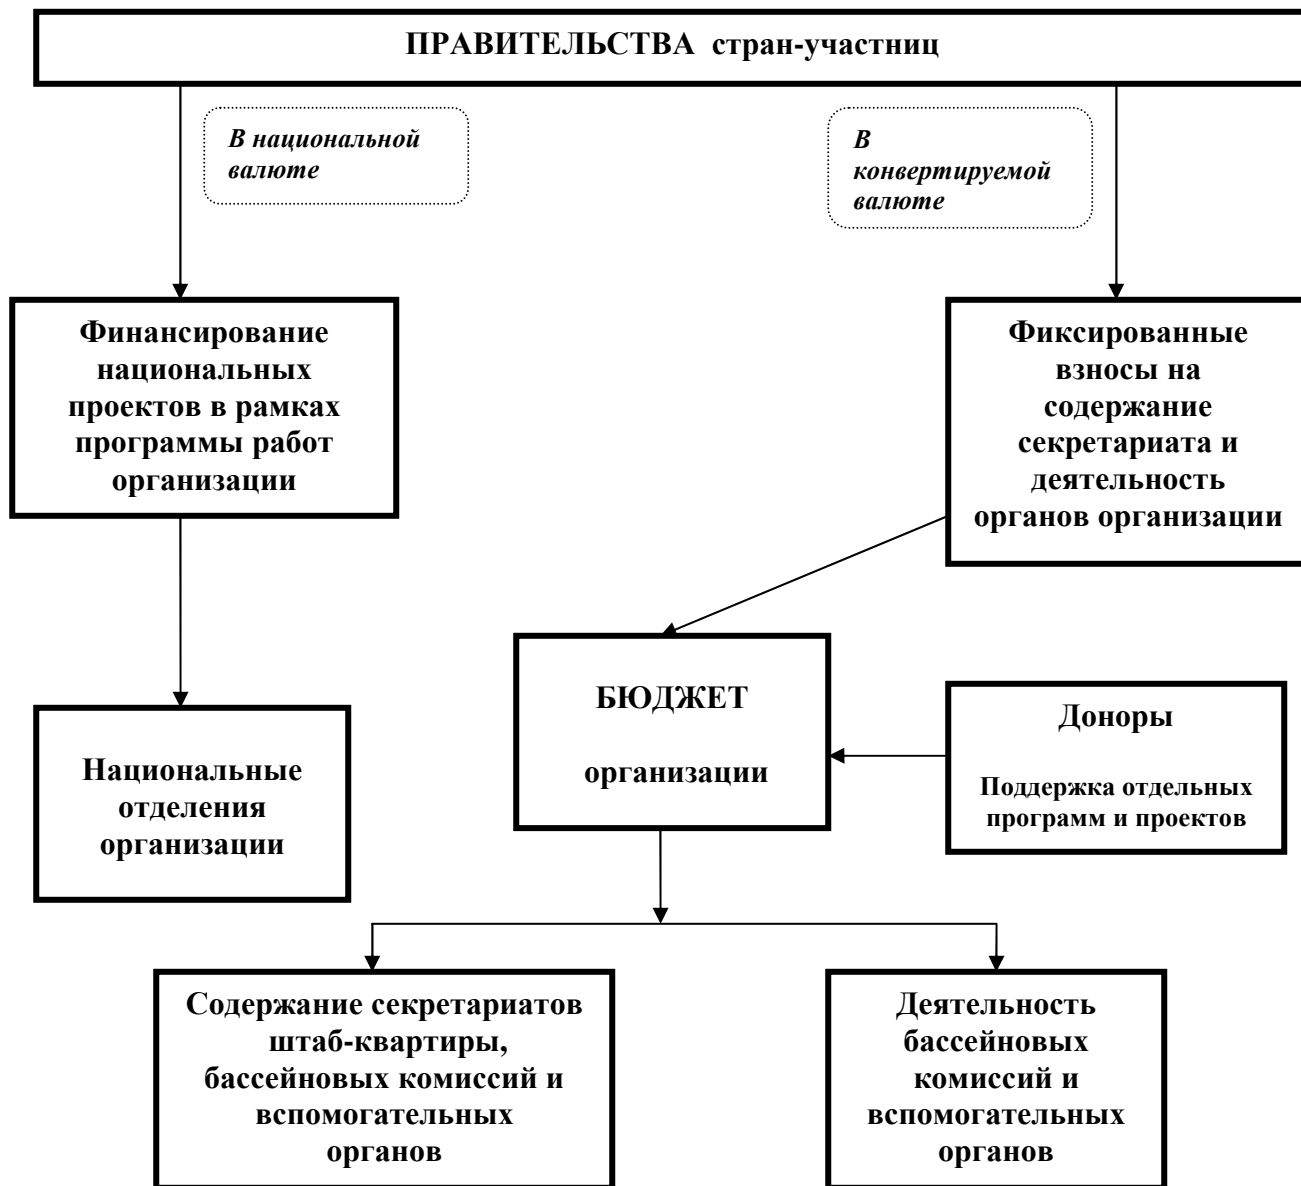 ПРАВИТЕЛЬСТВА стран-участниц
В национальной
валюте
В
конвертируемой
валюте
Финансирование
национальных
проектов в рамках
программы работ
организации
Фиксированные
взносы на
содержание
секретариата и
деятельность
органов организации
БЮДЖЕТ
организации
Доноры
Поддержка отдельных
программ и проектов
Национальные
отделения
организации
Содержание секретариатов
штаб-квартиры,
бассейновых комиссий и
вспомогательных
органов
Деятельность
бассейновых
комиссий и
вспомогательных
органов